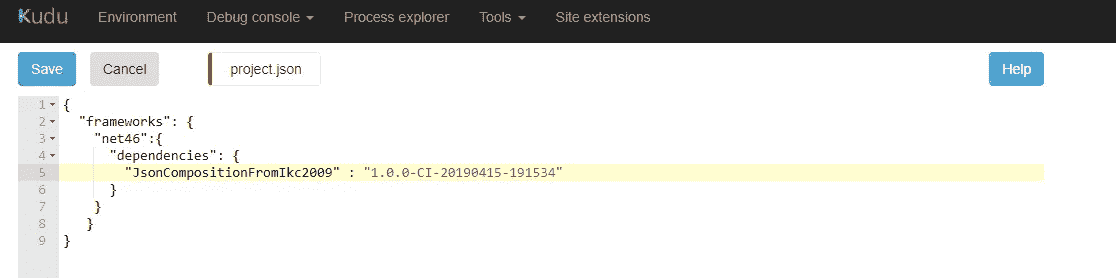 Kudu Environment Debug console Process explorer Tools Site extensions
Save Cancel project.json Help
1 {
2 "frameworks": {
3 "net46":{
4 "dependencies": {
5 "JsonCompositionFromIkc2009" : "1.0.0-CI-20190415-191534"
6 }
7 }
8 }
9 }